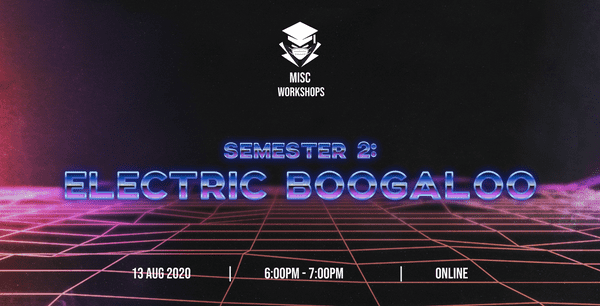 MISC
WORKSHOPS
SEMESTER 2:
ELECTRIC BOOGALOO
13 AUG 2020 | 6:00PM - 7:00PM | ONLINE